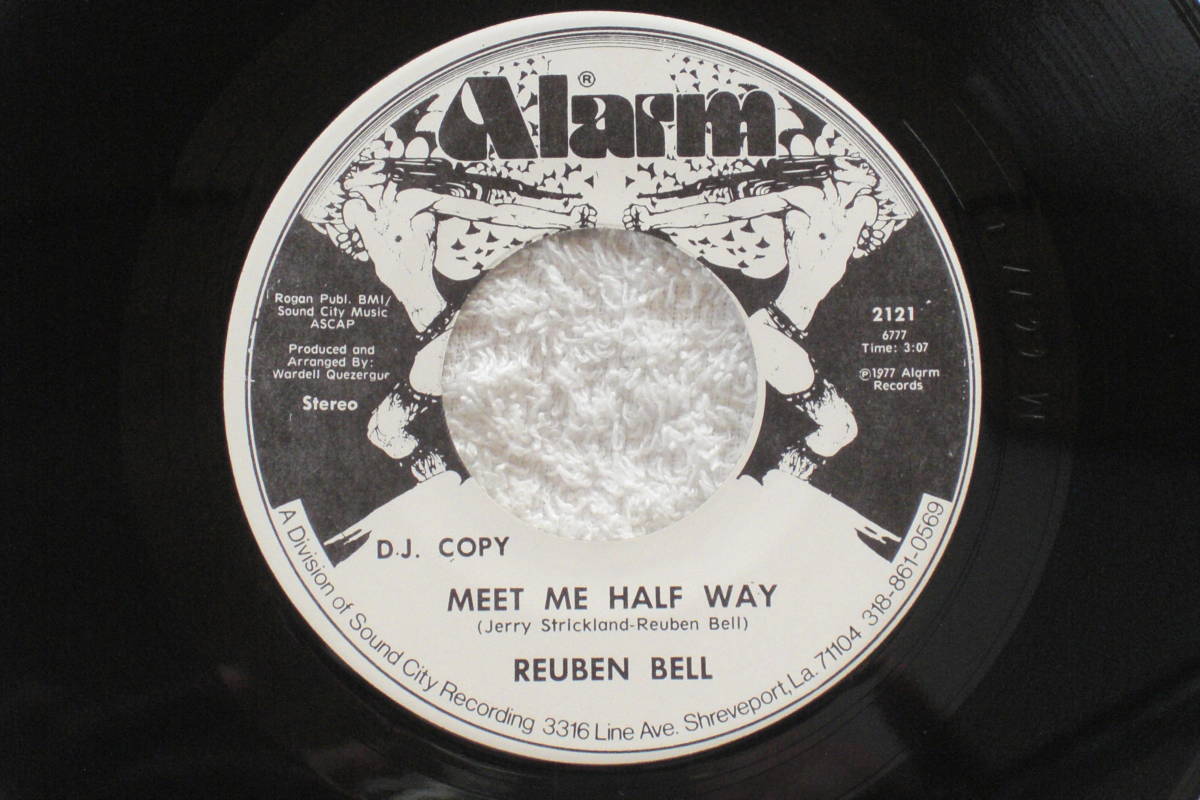 Alarm®
Rogan Publ. BMI/
Sound City Music
ASCAP
Produced and
Arranged By:
Wardell Quezergue
Stereo
2121
6777
Time: 3:07
℗1977 Alarm
Records
D.J. COPY
MEET ME HALF WAY
(Jerry Strickland-Reuben Bell)
REUBEN BELL
A Division of Sound City Recording 3316 Line Ave. Shreveport, La. 71104 318-861-0569